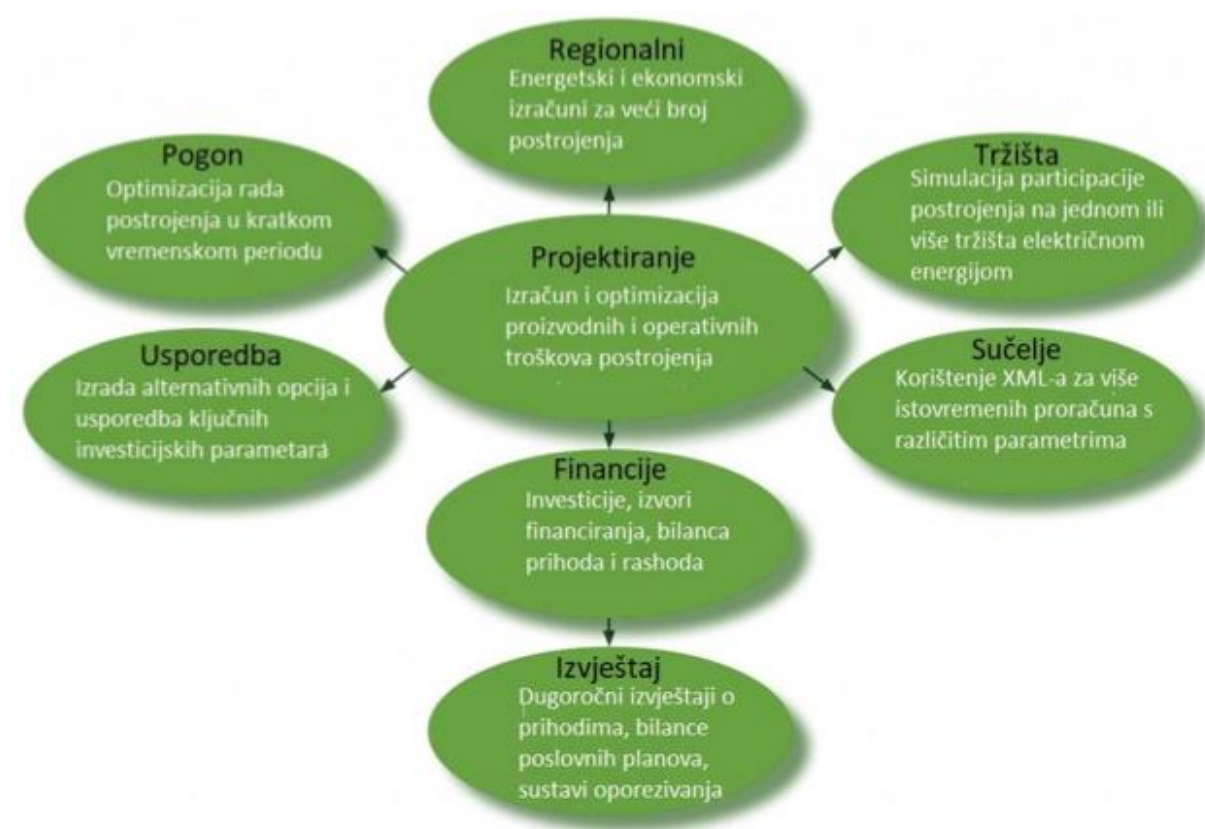 Regionalni
Energetski i ekonomski
izračuni za veći broj
postrojenja
Pogon
Optimizacija rada
postrojenja u kratkom
vremenskom periodu
Tržišta
Simulacija participacije
postrojenja na jednom ili
više tržišta električnom
energijom
Projektiranje
Izračun i optimizacija
proizvodnih i operativnih
troškova postrojenja
Usporedba
Izrada alternativnih opcija i
usporedba ključnih
investicijskih parametara
Sučelje
Korištenje XML-a za više
istovremenih proračuna s
različitim parametrima
Financije
Investicije, izvori
financiranja, bilanca
prihoda i rashoda
Izvještaj
Dugoročni izvještaji o
prihodima, bilance
poslovnih planova,
sustavi oporezivanja